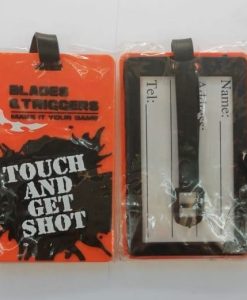 BLADES
& TRIGGERS
MAKE IT YOUR GAME
TOUCH
AND
GET
SHOT
Name:
Address:
Tel: